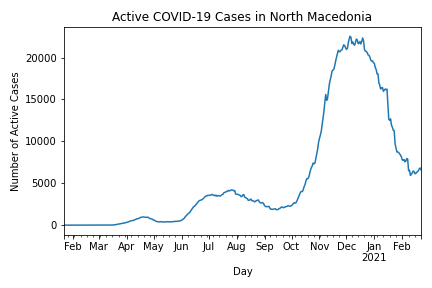 Active COVID-19 Cases in North Macedonia
Number of Active Cases
20000
15000
10000
5000
0
Feb Mar Apr May Jun Jul Aug Sep Oct Nov Dec Jan Feb
2021
Day